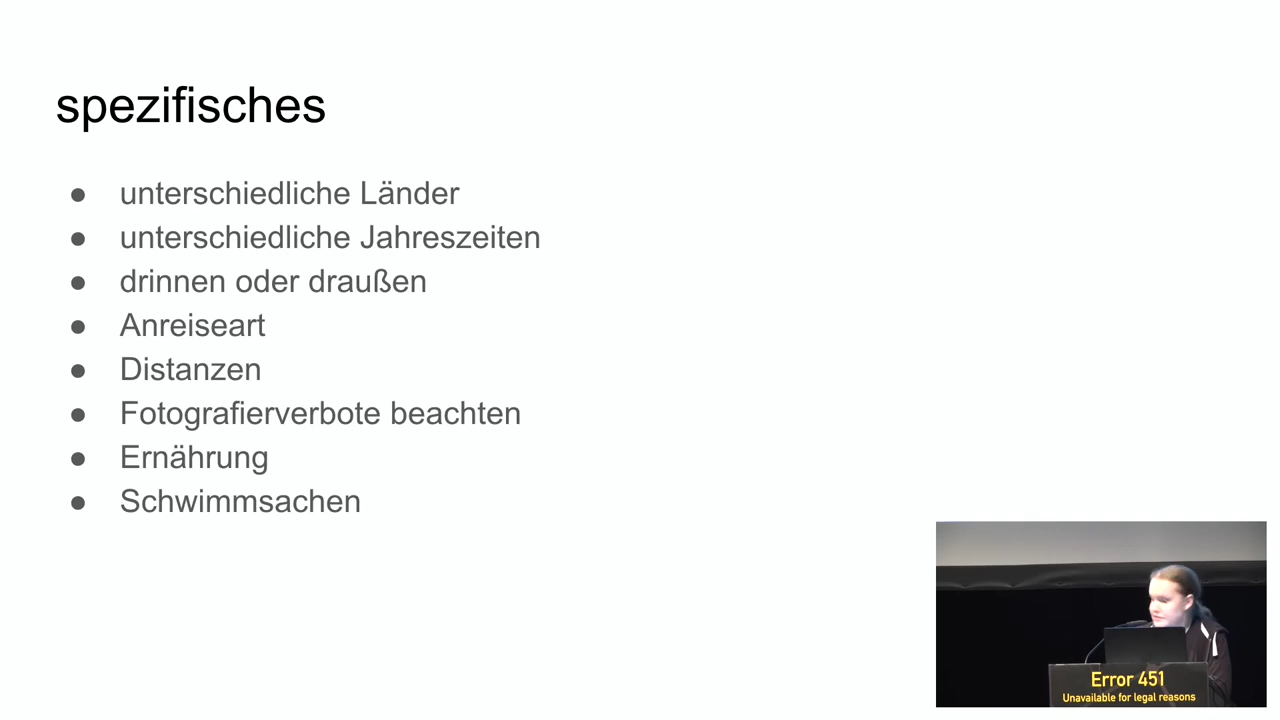 spezifisches
● unterschiedliche Länder
● unterschiedliche Jahreszeiten
● drinnen oder draußen
● Anreiseart
● Distanzen
● Fotografierverbote beachten
● Ernährung
● Schwimmsachen
Error 451
Unavailable for legal reasons